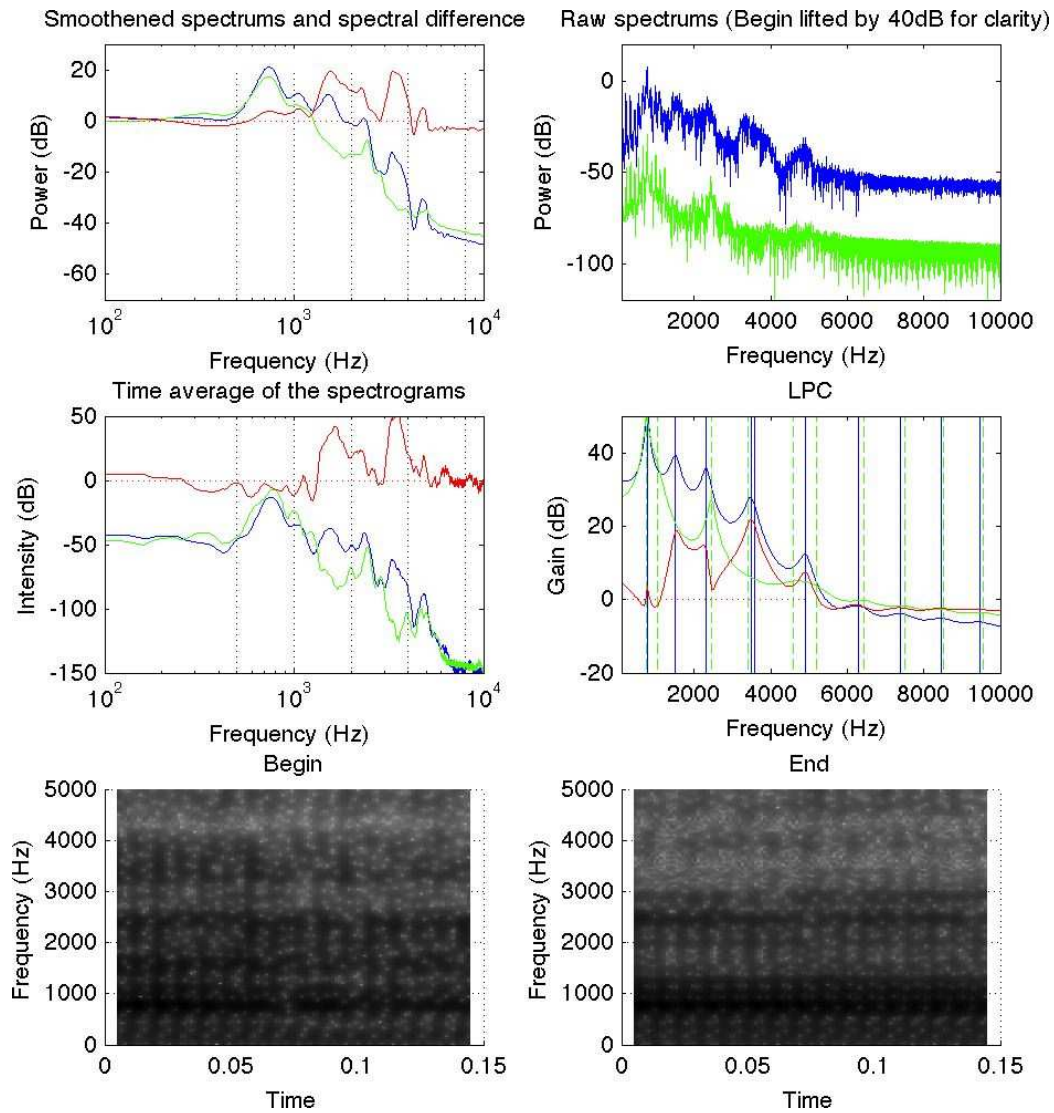 Smoothened spectrums and spectral difference
Power (dB)
20
0
-20
-40
-60
10^2
10^3
10^4
Frequency (Hz)
Raw spectrums (Begin lifted by 40dB for clarity)
Power (dB)
0
-50
-100
2000 4000 6000 8000 10000
Frequency (Hz)
Time average of the spectrograms
Intensity (dB)
50
0
-50
-100
-150
10^2
10^3
10^4
Frequency (Hz)
LPC
Gain (dB)
40
20
0
-20
2000 4000 6000 8000 10000
Frequency (Hz)
Begin
Frequency (Hz)
5000
4000
3000
2000
1000
0
0 0.05 0.1 0.15
Time
End
Frequency (Hz)
5000
4000
3000
2000
1000
0
0 0.05 0.1 0.15
Time